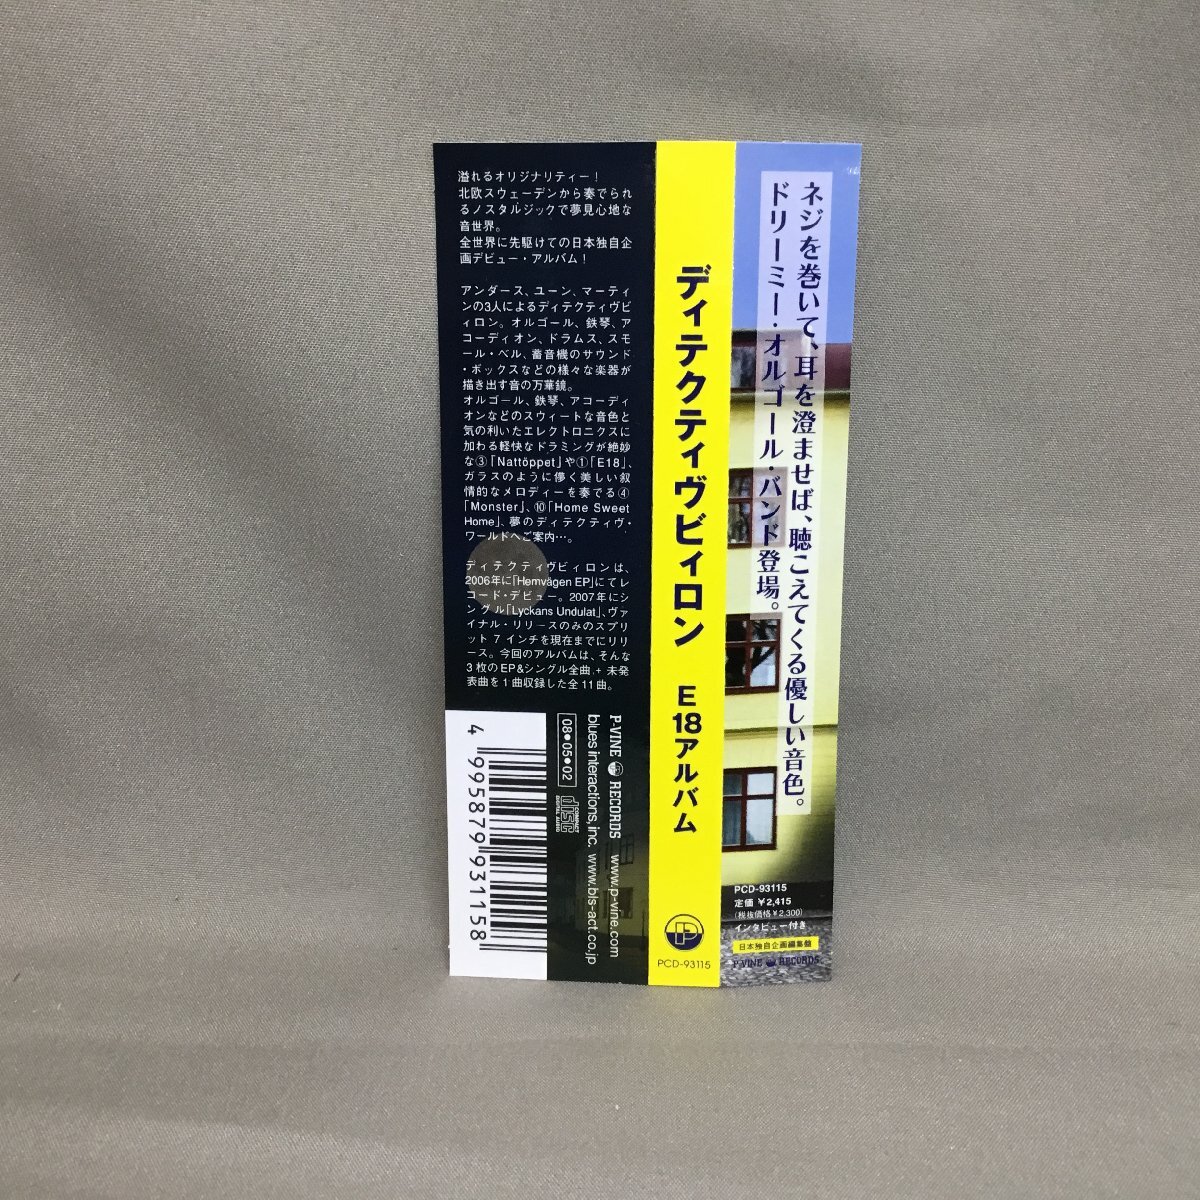 溢れるオリジナリティー!
北欧スウェーデンから奏でられ
るノスタルジックで夢見心地な
音世界。
全世界に先駆けての日本独自企
画デビュー・アルバム!
アンダース、ユーン、マーティ
ンの3人によるディテクティヴビ
ィロン。オルゴール、鉄琴、ア
コーディオン、ドラムス、スモ
ール・ベル、蓄音機のサウンド
・ボックスなどの様々な楽器が
描き出す音の万華鏡。
オルゴール、鉄琴、アコーディ
オンなどのスウィートな音色と
気の利いたエレクトロニクスに
加わる軽快なドラミングが絶妙
な③「Nattöppet」や①「E18」、
ガラスのように儚く美しい叙
情的なメロディーを奏でる④
「Monster」、⑩「Home Sweet
Home」、夢のディテクティヴ・
ワールドへご案内…。
ディテクティヴビィロンは、
2006年に「Hemvägen EP」にてレ
コード・デビュー。2007年にシ
ングル「Lyckans Undulat」、ヴァ
イナル・リリースのみのスプリ
ット7インチを現在までにリリ
ース。今回のアルバムは、そんな
3枚のEP&シングル全曲+未発
表曲を1曲収録した全11曲。
P-VINE RECORDS www.p-vine.com
blues interactions, inc. www.bls-act.co.jp
08●05●02
COMPACT
disc
DIGITAL AUDIO
4 995879 931158
ディテクティヴビィロン E18アルバム
P
PCD-93115
ネジを巻いて、耳を澄ませば、聴こえてくる優しい音色。
ドリーミー・オルゴール・バンド登場。
PCD-93115
定価 ¥2,415
(税抜価格¥2,300)
インタビュー付き
日本独自企画編集盤
P-VINE RECORDS